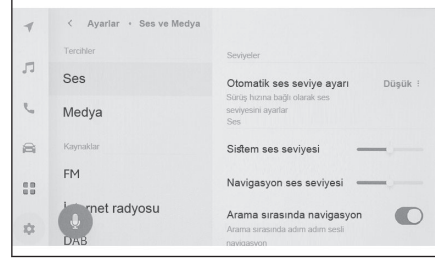 Ayarlar • Ses ve Medya
Tercihler
Ses
Medya
Kaynaklar
FM
İnternet radyosu
DAB
Seviyeler
Otomatik ses seviye ayarı
Düşük
Sürüş hızına bağlı olarak ses
seviyesini ayarlar
Ses
Sistem ses seviyesi
Navigasyon ses seviyesi
Arama sırasında navigasyon
Arama sırasında adım adım sesli
navigasyon